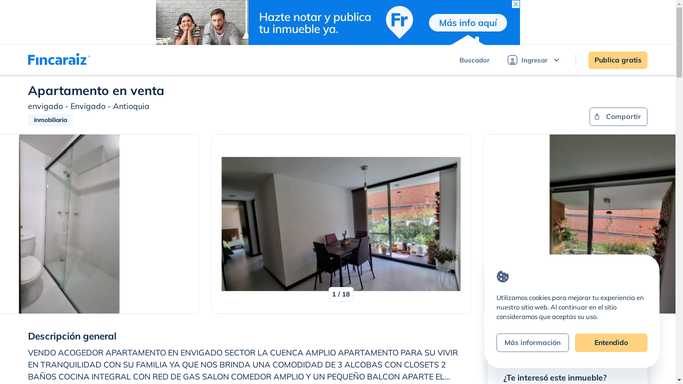 Hazte notar y publica
tu inmueble ya.
Fr
Más info aquí
Fincaraiz
Buscador
Ingresar
Publica gratis
Apartamento en venta
envigado - Envigado - Antioquia
Inmobiliaria
Compartir
1 / 18
Utilizamos cookies para mejorar tu experiencia en
nuestro sitio web. Al continuar en el sitio
consideramos que aceptas su uso.
Más información
Entendido
Descripción general
VENDO ACOGEDOR APARTAMENTO EN ENVIGADO SECTOR LA CUENCA AMPLIO APARTAMENTO PARA SU VIVIR
EN TRANQUILIDAD CON SU FAMILIA YA QUE NOS BRINDA UNA COMODIDAD DE 3 ALCOBAS CON CLOSETS 2
BAÑOS COCINA INTEGRAL CON RED DE GAS SALON COMEDOR AMPLIO Y UN PEQUEÑO BALCON APARTE EL...
¿Te interesó este inmueble?